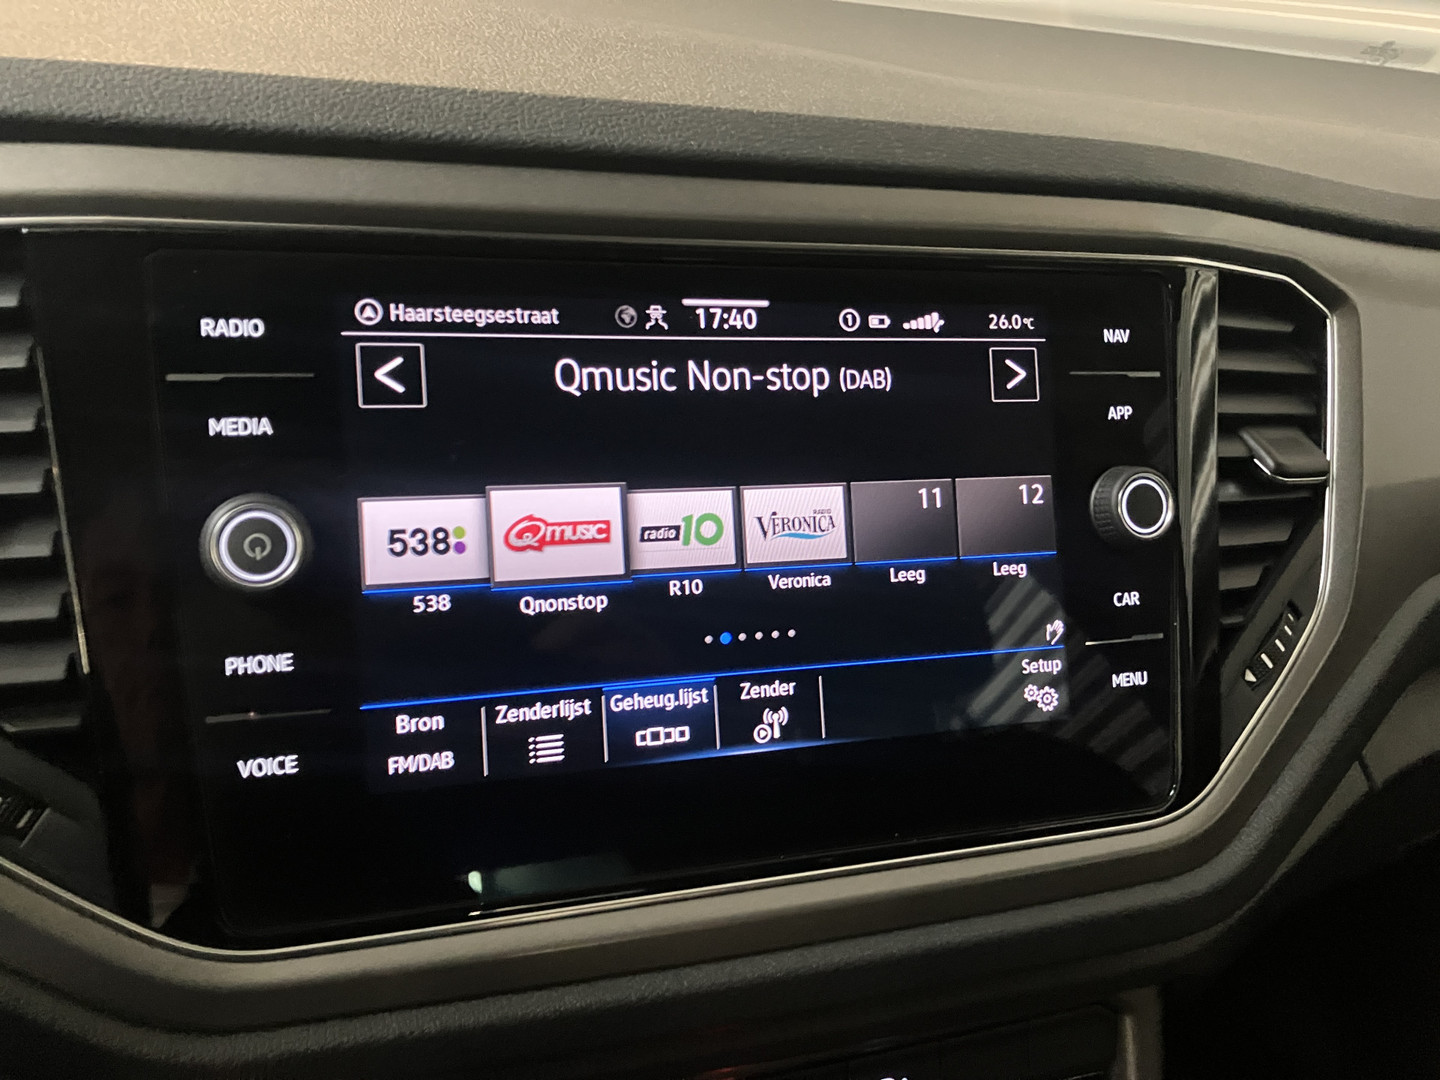 RADIO
MEDIA
PHONE
VOICE
Haarsteegsestraat
17:40
1
26.0°C
< Qmusic Non-stop (DAB) >
538 Qmusic radio 10 RADIO VERONICA 11 12
538 Qnonstop R10 Veronica Leeg Leeg
Bron Zenderlijst Geheug.lijst Zender Setup
FM/DAB
NAV
APP
CAR
MENU